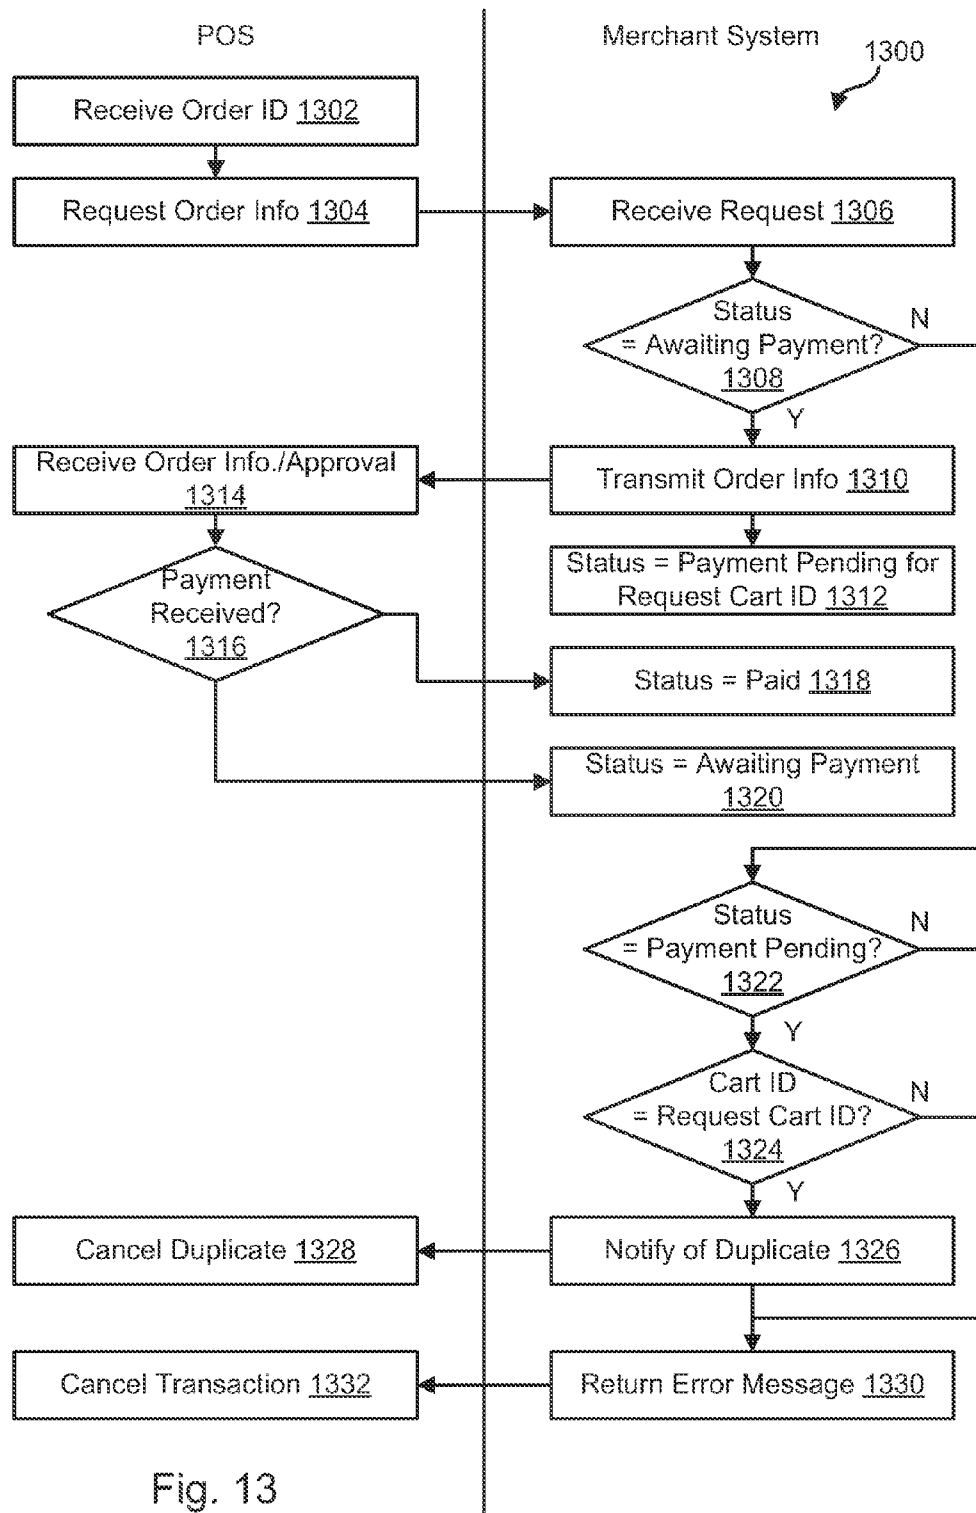 POS
Merchant System
1300
Receive Order ID 1302
Request Order Info 1304
Receive Request 1306
Status
= Awaiting Payment?
1308
N
Y
Receive Order Info./Approval
1314
Transmit Order Info 1310
Status = Payment Pending for
Request Cart ID 1312
Payment
Received?
1316
Status = Paid 1318
Status = Awaiting Payment
1320
Status
= Payment Pending?
1322
N
Y
Cart ID
= Request Cart ID?
1324
N
Y
Cancel Duplicate 1328
Notify of Duplicate 1326
Cancel Transaction 1332
Return Error Message 1330
Fig. 13